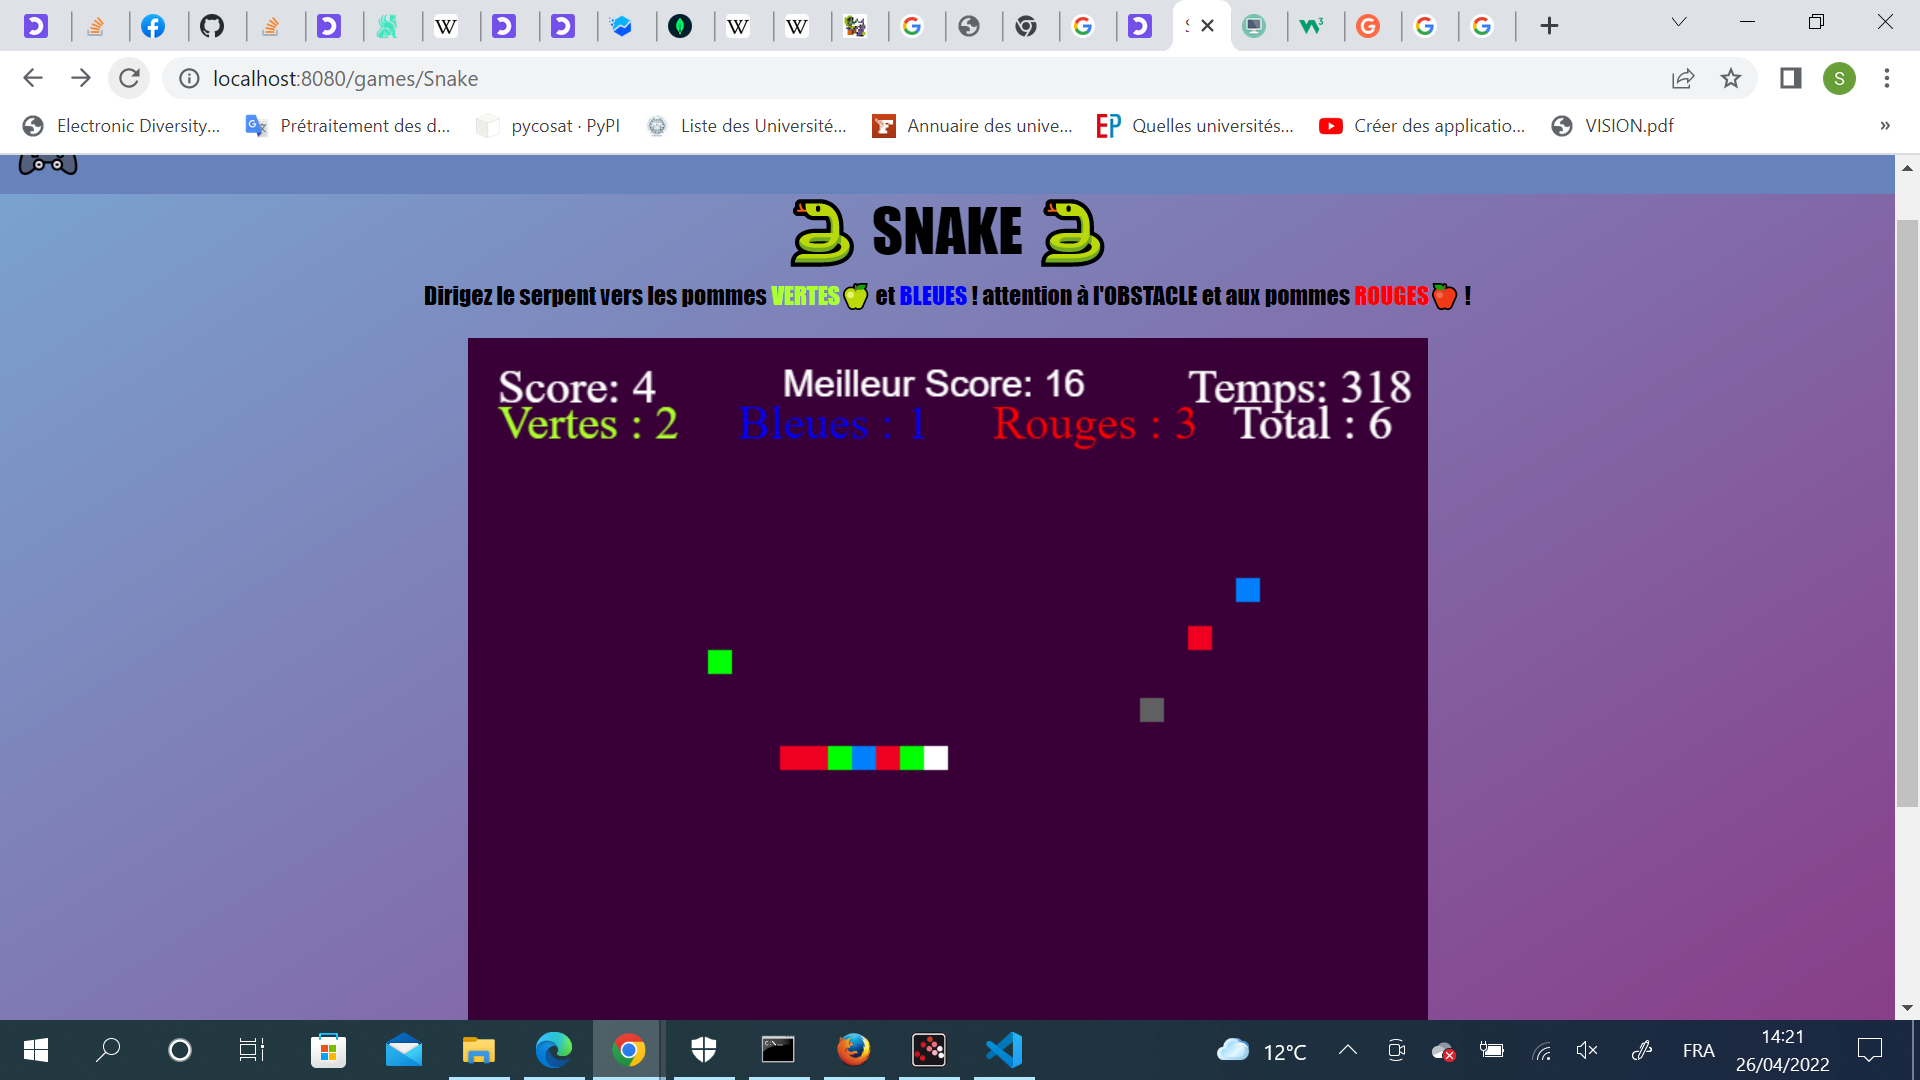 localhost:8080/games/Snake
S
Electronic Diversity...
Prétraitement des d...
pycosat · PyPI
Liste des Université...
Annuaire des unive...
EP
Quelles universités...
Créer des applicatio...
VISION.pdf
»
SNAKE
Dirigez le serpent vers les pommes VERTES et BLEUES ! attention à l'OBSTACLE et aux pommes ROUGES !
Score: 4
Meilleur Score: 16
Temps: 318
Vertes : 2
Bleues : 1
Rouges : 3
Total : 6
12°C
FRA
14:21
26/04/2022